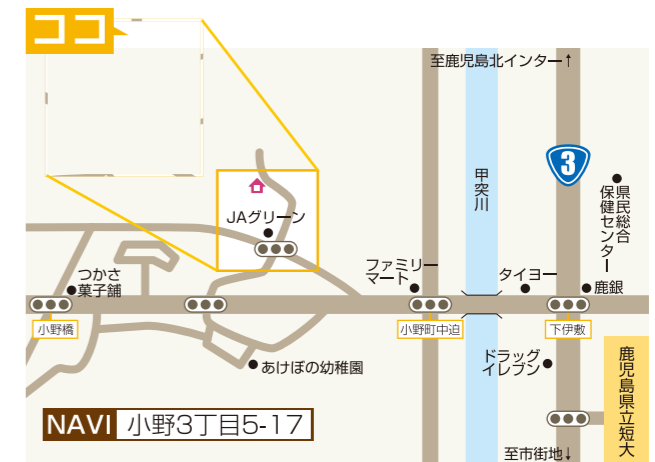 ココ
至鹿児島北インター↑
3
甲突川
県民総合
保健センター
JAグリーン
ファミリー
マート
タイヨー
鹿銀
つかさ
菓子舗
小野橋
小野町中迫
下伊敷
あけぼの幼稚園
ドラッグ
イレブン
鹿児島県立短大
NAVI 小野3丁目5-17
至市街地↓